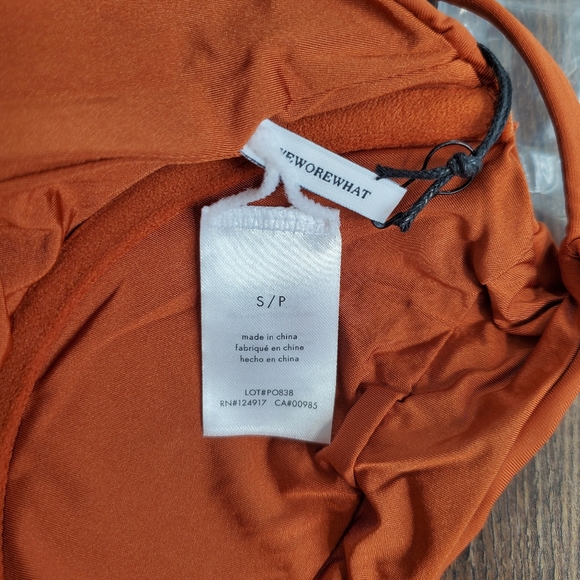 WEWOREWHAT
S/P
made in china
fabriqué en chine
hecho en china
LOT#PO838
RN#124917 CA#00985